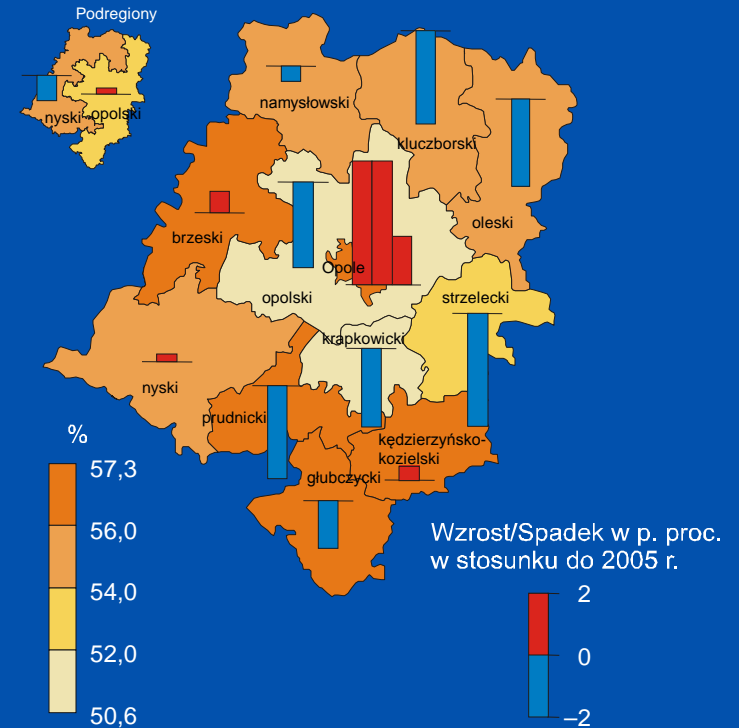 Podregiony
nyski
opolski
namysłowski
kluczborski
oleski
brzeski
Opole
opolski
strzelecki
krapkowicki
nyski
prudnicki
kędzierzyńsko-
kozielski
głubczycki
%
57,3
56,0
54,0
52,0
50,6
Wzrost/Spadek w p. proc.
w stosunku do 2005 r.
2
0
–2